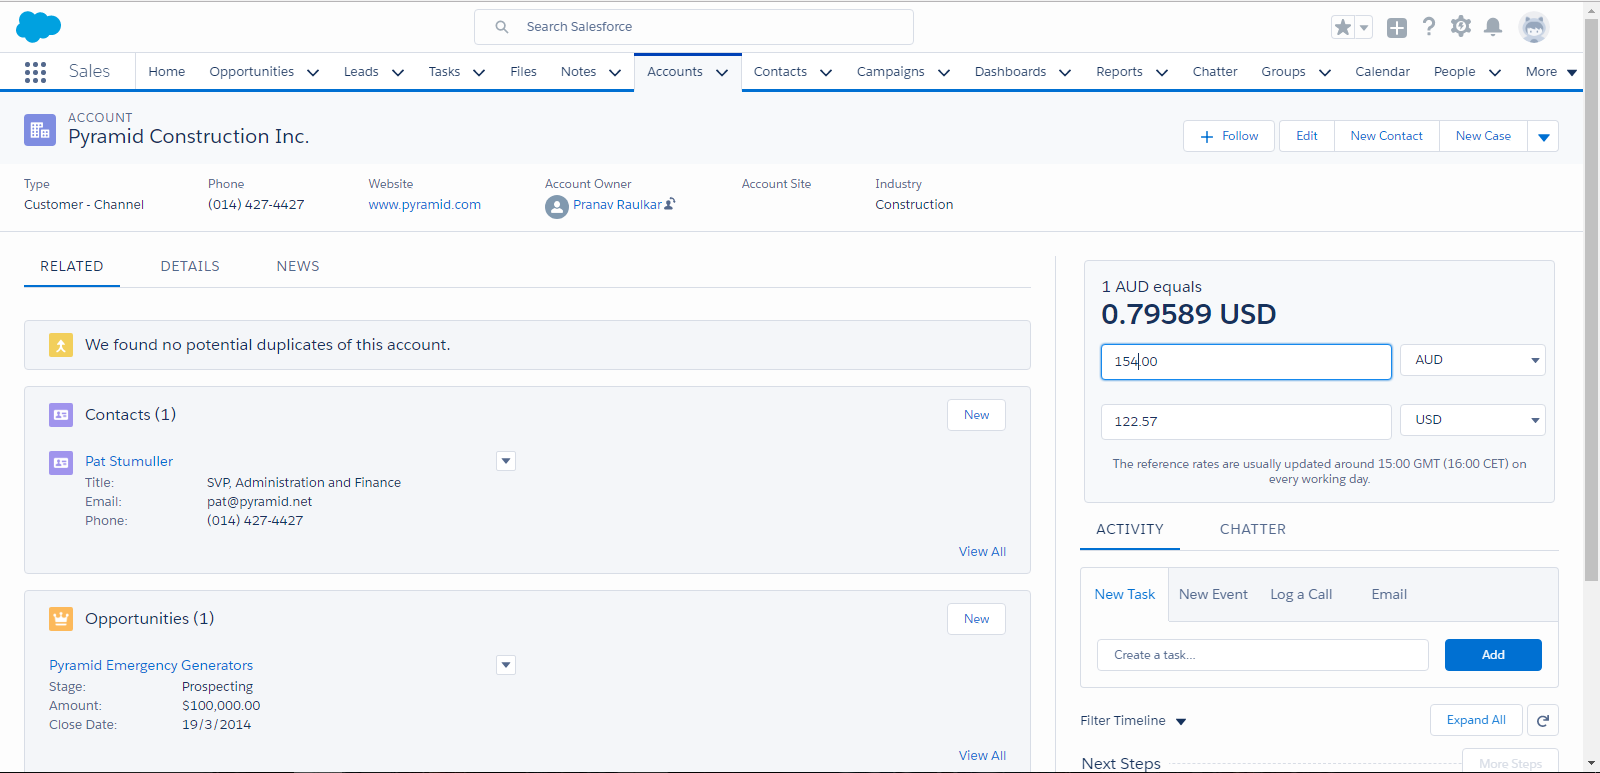 Search Salesforce
Sales
Home Opportunities Leads Tasks Files Notes Accounts Contacts Campaigns Dashboards Reports Chatter Groups Calendar People More
ACCOUNT
Pyramid Construction Inc.
+ Follow Edit New Contact New Case
Type Phone Website Account Owner Account Site Industry
Customer - Channel (014) 427-4427 www.pyramid.com Pranav Raulkar Construction
RELATED DETAILS NEWS
We found no potential duplicates of this account.
Contacts (1) New
Pat Stumuller
Title: SVP, Administration and Finance
Email: pat@pyramid.net
Phone: (014) 427-4427
View All
Opportunities (1) New
Pyramid Emergency Generators
Stage: Prospecting
Amount: $100,000.00
Close Date: 19/3/2014
View All
1 AUD equals
0.79589 USD
154.00 AUD
122.57 USD
The reference rates are usually updated around 15:00 GMT (16:00 CET) on
every working day.
ACTIVITY CHATTER
New Task New Event Log a Call Email
Create a task... Add
Filter Timeline Expand All
Next Steps More Steps